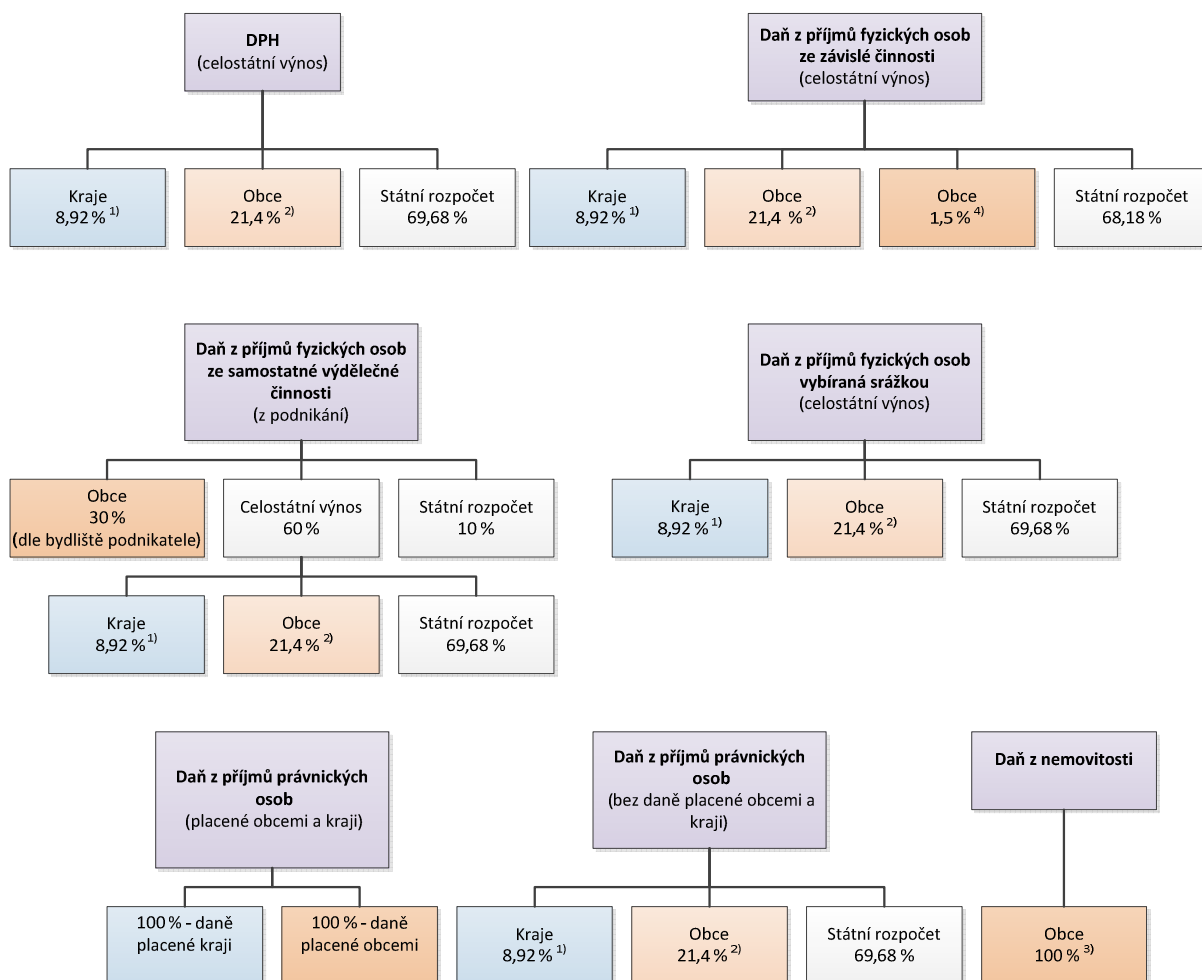 DPH
(celostátní výnos)
Kraje
8,92 % 1)
Obce
21,4 % 2)
Státní rozpočet
69,68 %
Daň z příjmů fyzických osob
ze závislé činnosti
(celostátní výnos)
Kraje
8,92 % 1)
Obce
21,4 % 2)
Obce
1,5 % 4)
Státní rozpočet
68,18 %
Daň z příjmů fyzických osob
ze samostatné výdělečné
činnosti
(z podnikání)
Obce
30 %
(dle bydliště podnikatele)
Celostátní výnos
60 %
Státní rozpočet
10 %
Kraje
8,92 % 1)
Obce
21,4 % 2)
Státní rozpočet
69,68 %
Daň z příjmů fyzických osob
vybíraná srážkou
(celostátní výnos)
Kraje
8,92 % 1)
Obce
21,4 % 2)
Státní rozpočet
69,68 %
Daň z příjmů právnických
osob
(placené obcemi a kraji)
100 % - daně
placené kraji
100 % - daně
placené obcemi
Daň z příjmů právnických
osob
(bez daně placené obcemi a
kraji)
Kraje
8,92 % 1)
Obce
21,4 % 2)
Státní rozpočet
69,68 %
Daň z nemovitosti
Obce
100 % 3)